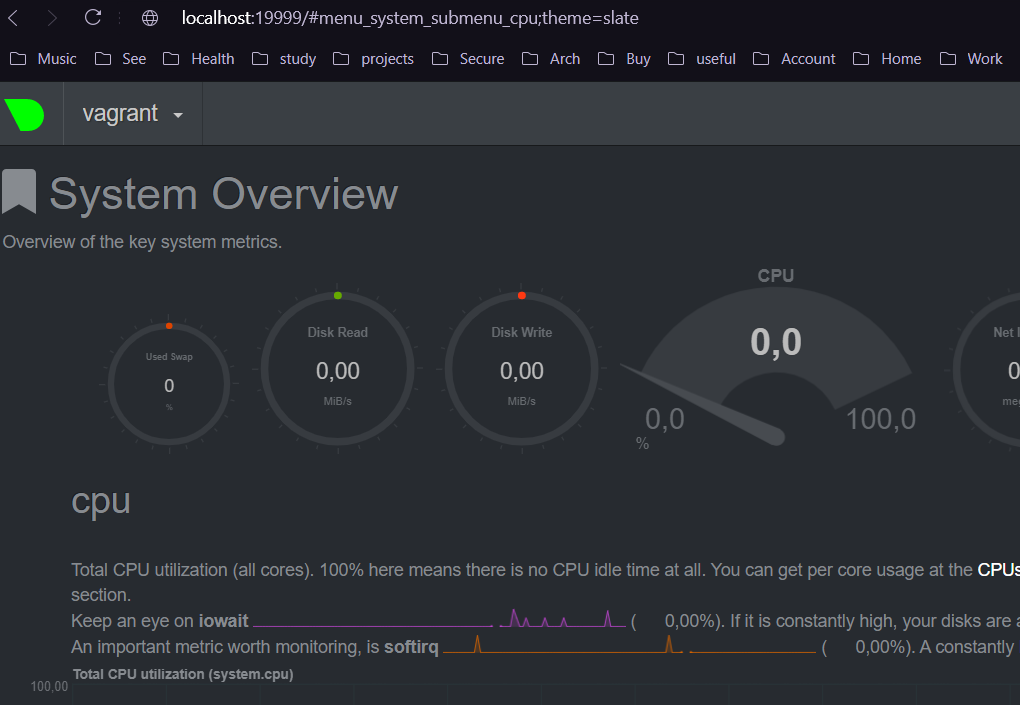 localhost:19999/#menu_system_submenu_cpu;theme=slate
Music See Health study projects Secure Arch Buy useful Account Home Work
vagrant
System Overview
Overview of the key system metrics.
CPU
Used Swap
0
%
Disk Read
0,00
MiB/s
Disk Write
0,00
MiB/s
0,0
0,0
100,0
%
Net
0
meg
cpu
Total CPU utilization (all cores). 100% here means there is no CPU idle time at all. You can get per core usage at the CPUs
section.
Keep an eye on iowait ( 0,00%). If it is constantly high, your disks are a
An important metric worth monitoring, is softirq ( 0,00%). A constantly
Total CPU utilization (system.cpu)
100,00